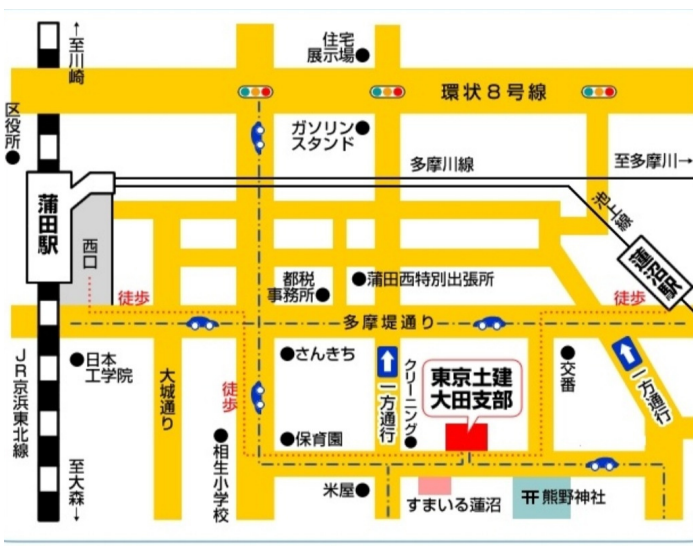 ←至川崎
住宅
展示場
環状8号線
区役所
ガソリン
スタンド
多摩川線
至多摩川→
池上線
蒲田駅
西口
蓮沼駅
都税
事務所
蒲田西特別出張所
徒歩
徒歩
多摩堤通り
日本
工学院
さんきち
クリーニング
東京土建
大田支部
交番
一方通行
一方通行
JR京浜東北線
大城通り
徒歩
保育園
相生小学校
至大森→
米屋
すまいる蓮沼
熊野神社